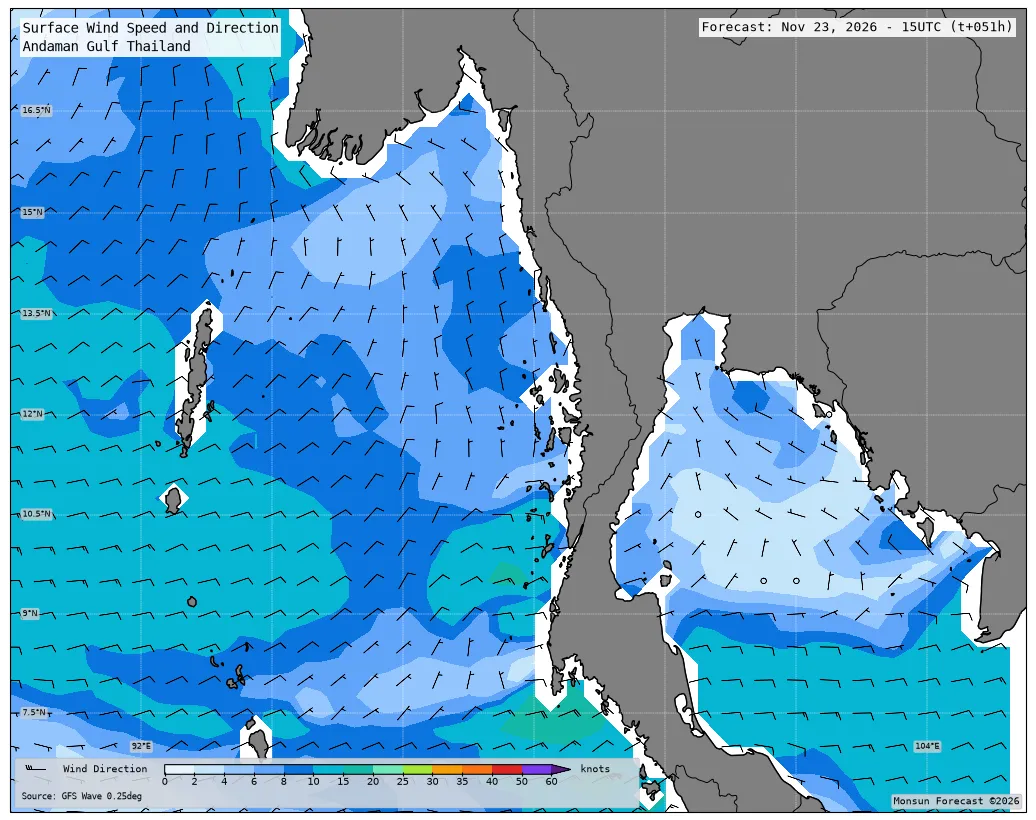 Surface Wind Speed and Direction
Andaman Gulf Thailand
Forecast: Nov 23, 2026 - 15UTC (t+051h)
16.5°N
15°N
13.5°N
12°N
10.5°N
9°N
7.5°N
92°E
104°E
Wind Direction
knots
0 2 4 6 8 10 15 20 25 30 35 40 50 60
Source: GFS Wave 0.25deg
Monsun Forecast ©2026